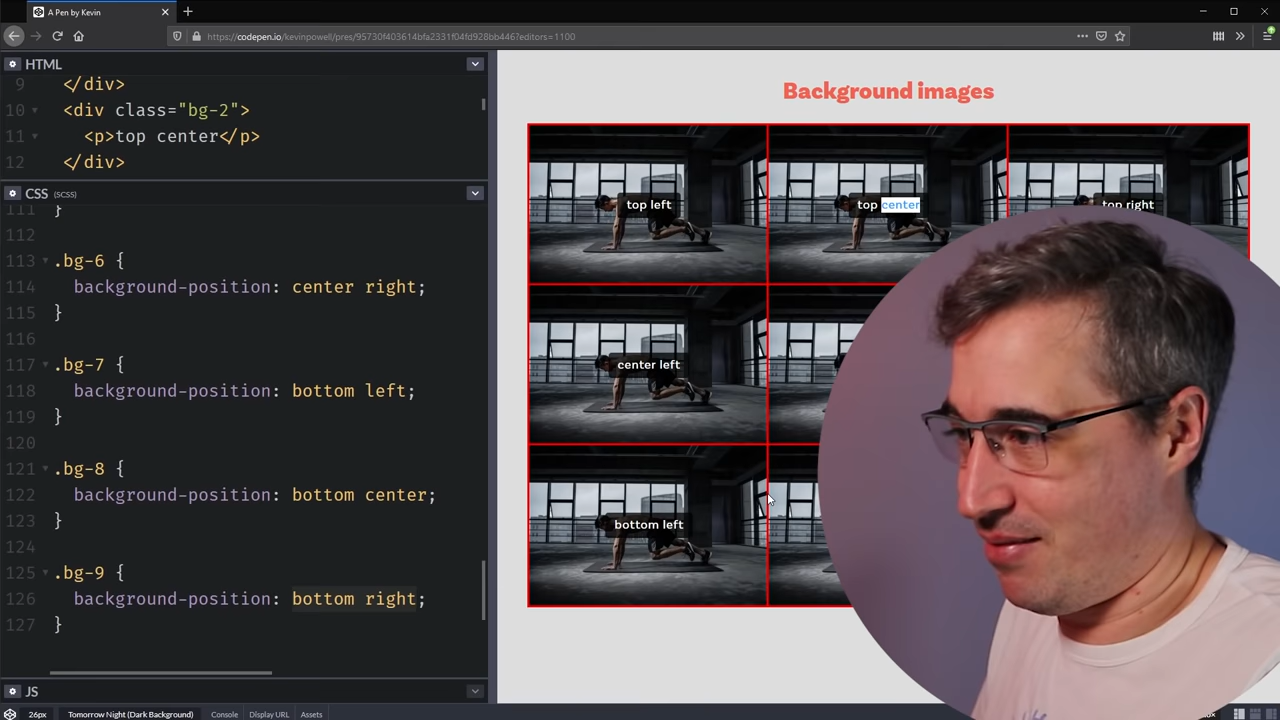 A Pen by Kevin
https://codepen.io/kevinpowell/pres/95730f403614bfa2331f04fd928bb446?editors=1100
HTML
9 </div>
10 <div class="bg-2">
11 <p>top center</p>
12 </div>
CSS (SCSS)
111 }
112
113 .bg-6 {
114 background-position: center right;
115 }
116
117 .bg-7 {
118 background-position: bottom left;
119 }
120
121 .bg-8 {
122 background-position: bottom center;
123 }
124
125 .bg-9 {
126 background-position: bottom right;
127 }
JS
26px Tomorrow Night (Dark Background) Console Display URL Assets
Background images
top left
top center
top right
center left
bottom left